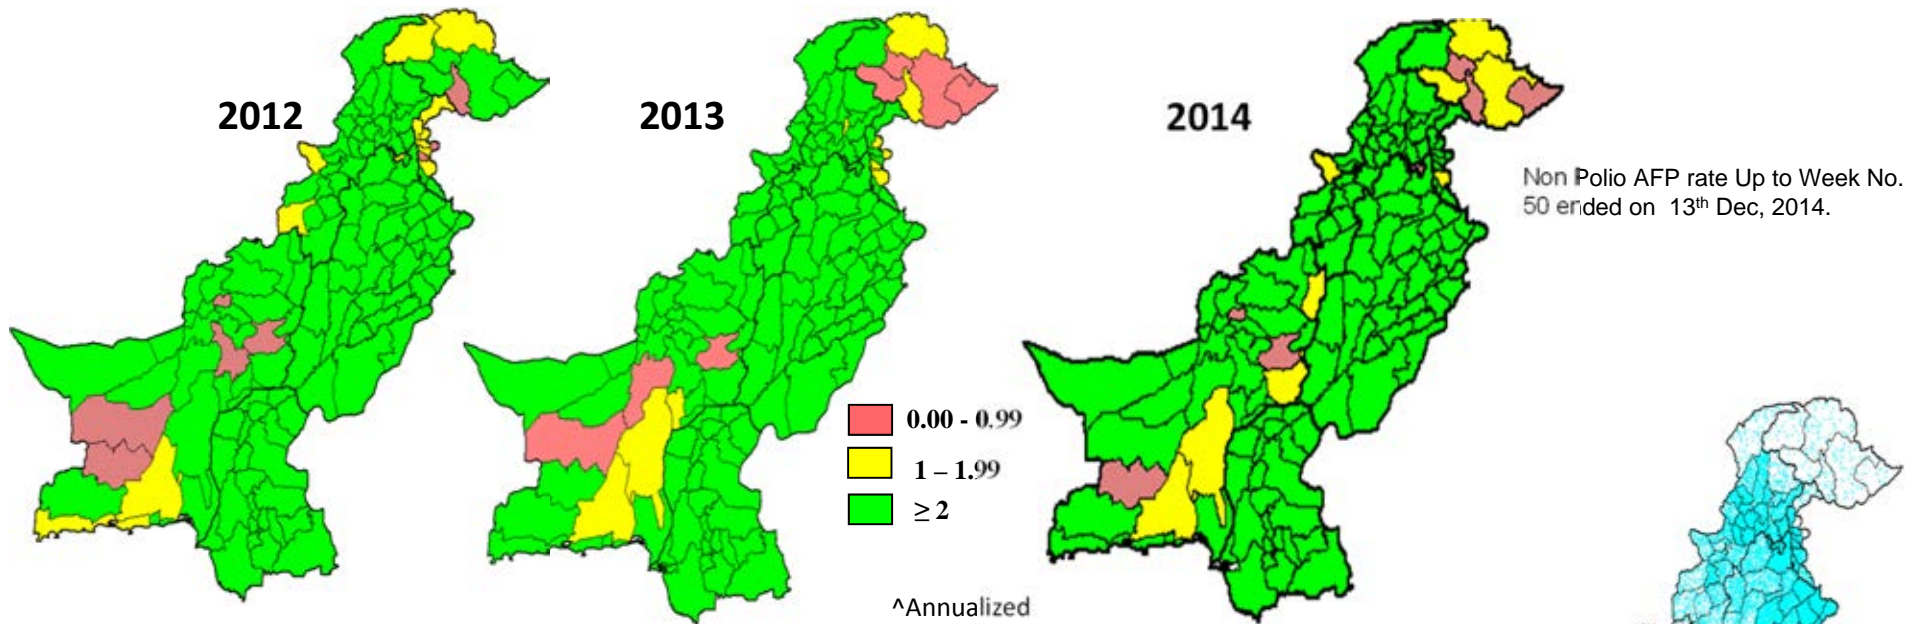 2012
2013
2014
Non Polio AFP rate Up to Week No.
50 ended on 13th Dec, 2014.
0.00 - 0.99
1 – 1.99
≥ 2
^Annualized